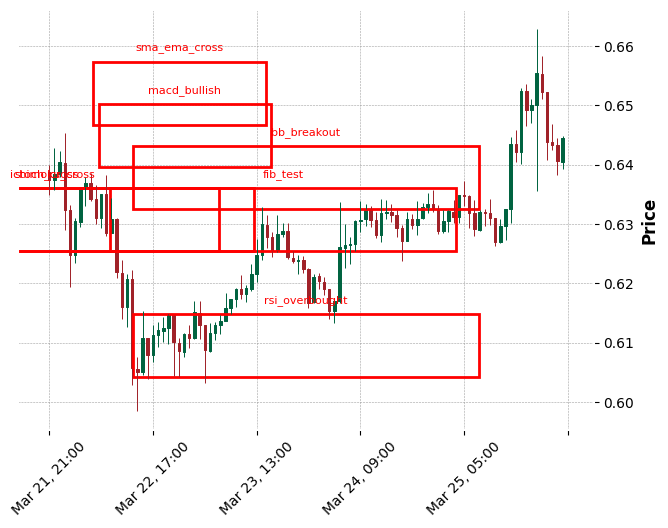 sma_ema_cross
macd_bullish
bb_breakout
fib_test
rsi_overbought
0.66
0.65
0.64
0.63
0.62
0.61
0.60
Price
Mar 21, 21:00
Mar 22, 17:00
Mar 23, 13:00
Mar 24, 09:00
Mar 25, 05:00